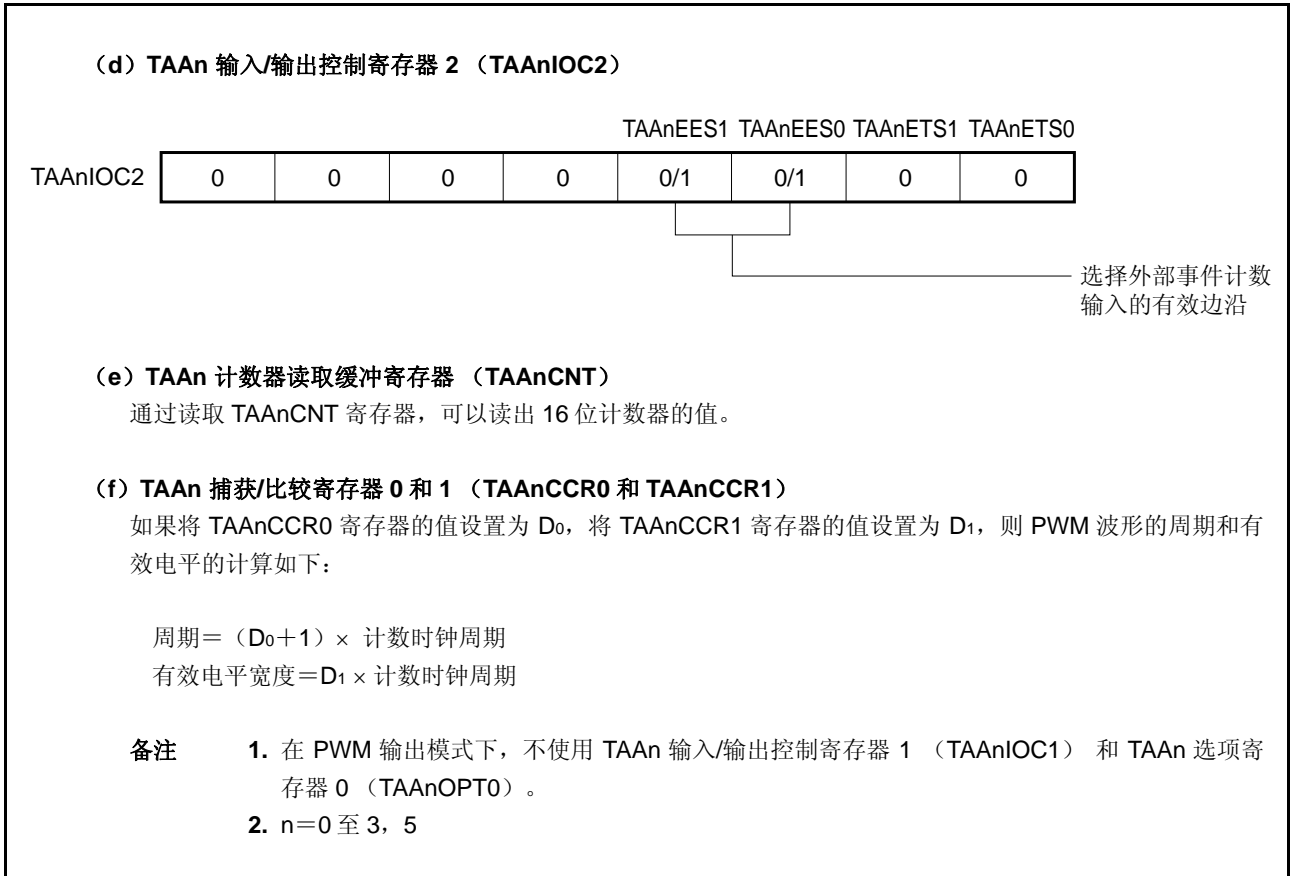 （d）TAAn 输入/输出控制寄存器 2 （TAAnIOC2）
TAAnEES1 TAAnEES0 TAAnETS1 TAAnETS0
TAAnIOC2 0 0 0 0 0/1 0/1 0 0
选择外部事件计数
输入的有效边沿
（e）TAAn 计数器读取缓冲寄存器 （TAAnCNT）
通过读取 TAAnCNT 寄存器，可以读出 16 位计数器的值。
（f）TAAn 捕获/比较寄存器 0 和 1 （TAAnCCR0 和 TAAnCCR1）
如果将 TAAnCCR0 寄存器的值设置为 D0，将 TAAnCCR1 寄存器的值设置为 D1，则 PWM 波形的周期和有
效电平的计算如下：
周期＝（D0＋1）× 计数时钟周期
有效电平宽度＝D1 × 计数时钟周期
备注 1. 在 PWM 输出模式下，不使用 TAAn 输入/输出控制寄存器 1 （TAAnIOC1） 和 TAAn 选项寄
存器 0 （TAAnOPT0）。
2. n＝0 至 3，5